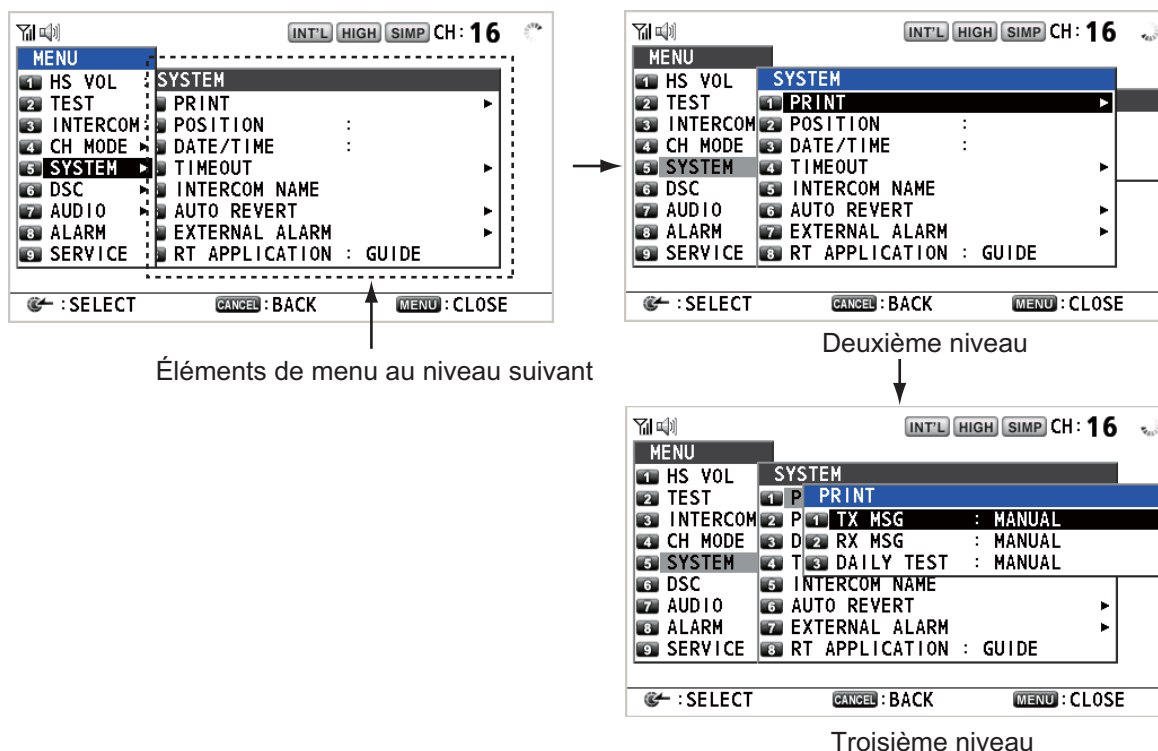 INT'L HIGH SIMP CH: 16
MENU
1 HS VOL :
2 TEST
3 INTERCOM:
4 CH MODE ▶
5 SYSTEM ▶
6 DSC ▶
7 AUDIO ▶
8 ALARM
9 SERVICE
SYSTEM
PRINT ▶
POSITION :
DATE/TIME :
TIMEOUT ▶
INTERCOM NAME
AUTO REVERT ▶
EXTERNAL ALARM ▶
RT APPLICATION : GUIDE
: SELECT CANCEL : BACK MENU : CLOSE
Éléments de menu au niveau suivant
INT'L HIGH SIMP CH: 16
MENU
1 HS VOL
2 TEST
3 INTERCOM
4 CH MODE
5 SYSTEM
6 DSC
7 AUDIO
8 ALARM
9 SERVICE
SYSTEM
1 PRINT ▶
2 POSITION :
3 DATE/TIME :
4 TIMEOUT ▶
5 INTERCOM NAME
6 AUTO REVERT ▶
7 EXTERNAL ALARM ▶
8 RT APPLICATION : GUIDE
: SELECT CANCEL : BACK MENU : CLOSE
Deuxième niveau
INT'L HIGH SIMP CH: 16
MENU
1 HS VOL
2 TEST
3 INTERCOM
4 CH MODE
5 SYSTEM
6 DSC
7 AUDIO
8 ALARM
9 SERVICE
SYSTEM
1 P
2 P
3 D
4 T
5 INTERCOM NAME
6 AUTO REVERT ▶
7 EXTERNAL ALARM ▶
8 RT APPLICATION : GUIDE
PRINT
1 TX MSG : MANUAL
2 RX MSG : MANUAL
3 DAILY TEST : MANUAL
: SELECT CANCEL : BACK MENU : CLOSE
Troisième niveau